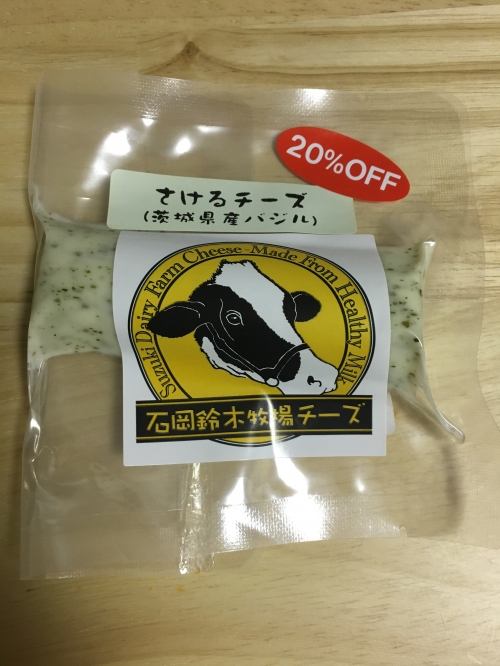 20%OFF
さけるチーズ
(茨城県産バジル)
Suzuki Dairy Farm Cheese-Made From Healthy Milk
石岡鈴木牧場チーズ